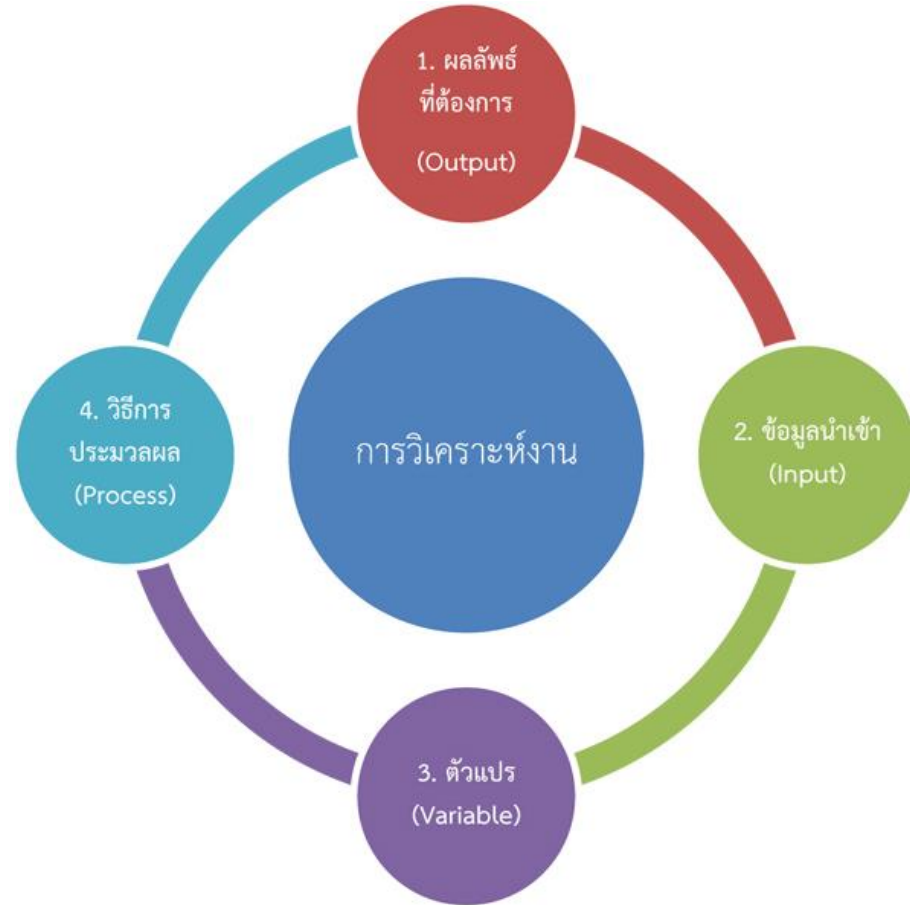 1. ผลลัพธ์
ที่ต้องการ
(Output)
2. ข้อมูลนำเข้า
(Input)
3. ตัวแปร
(Variable)
4. วิธีการ
ประมวลผล
(Process)
การวิเคราะห์งาน